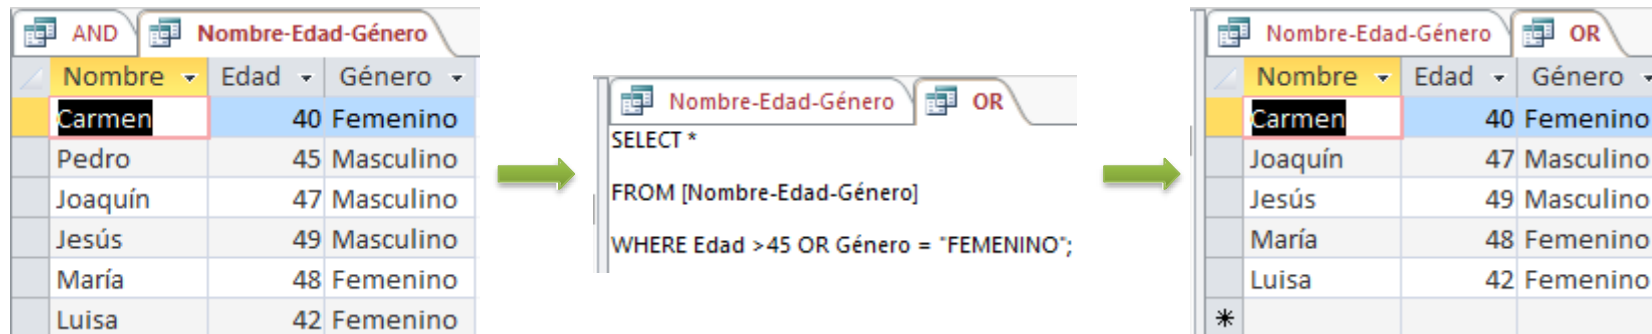 AND Nombre-Edad-Género
Nombre Edad Género
Carmen 40 Femenino
Pedro 45 Masculino
Joaquín 47 Masculino
Jesús 49 Masculino
María 48 Femenino
Luisa 42 Femenino
Nombre-Edad-Género OR
SELECT *
FROM [Nombre-Edad-Género]
WHERE Edad >45 OR Género = "FEMENINO";
Nombre-Edad-Género OR
Nombre Edad Género
Carmen 40 Femenino
Joaquín 47 Masculino
Jesús 49 Masculino
María 48 Femenino
Luisa 42 Femenino